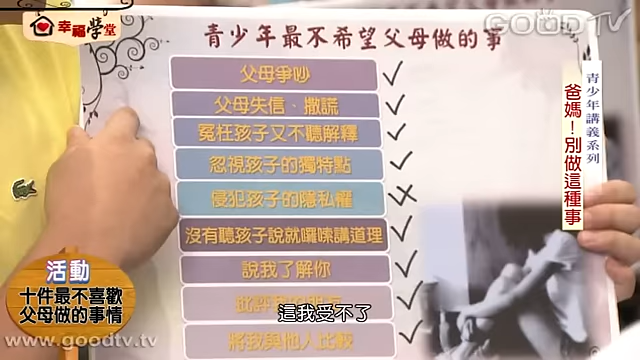 幸福學堂
GOODTV
青少年最不希望父母做的事
父母爭吵
父母失信、撒謊
冤枉孩子又不聽解釋
忽視孩子的獨特點
侵犯孩子的隱私權
沒有聽孩子說就囉嗦講道理
說我了解你
將我與他人比較
青少年講義系列
爸媽！別做這種事
活動
十件最不喜歡
父母做的事情
這我受不了
www.goodtv.tv